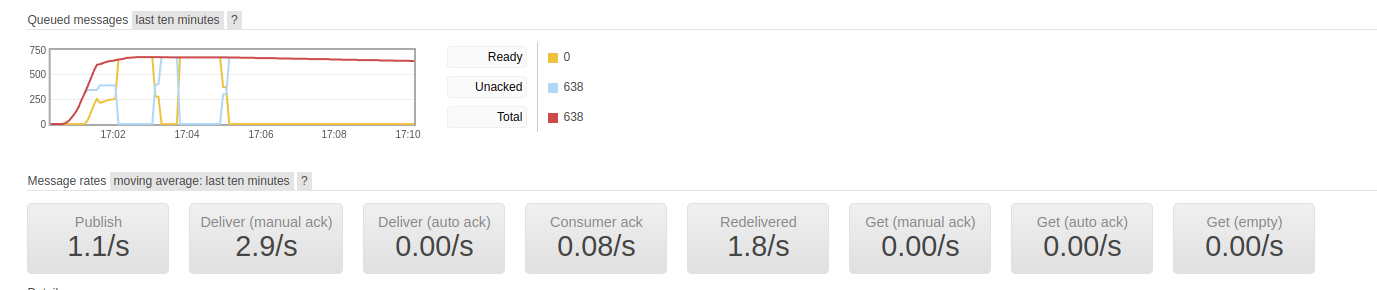 Queued messages last ten minutes ?
750
500
250
0
17:02 17:04 17:06 17:08 17:10
Ready 0
Unacked 638
Total 638
Message rates moving average: last ten minutes ?
Publish
1.1/s
Deliver (manual ack)
2.9/s
Deliver (auto ack)
0.00/s
Consumer ack
0.08/s
Redelivered
1.8/s
Get (manual ack)
0.00/s
Get (auto ack)
0.00/s
Get (empty)
0.00/s